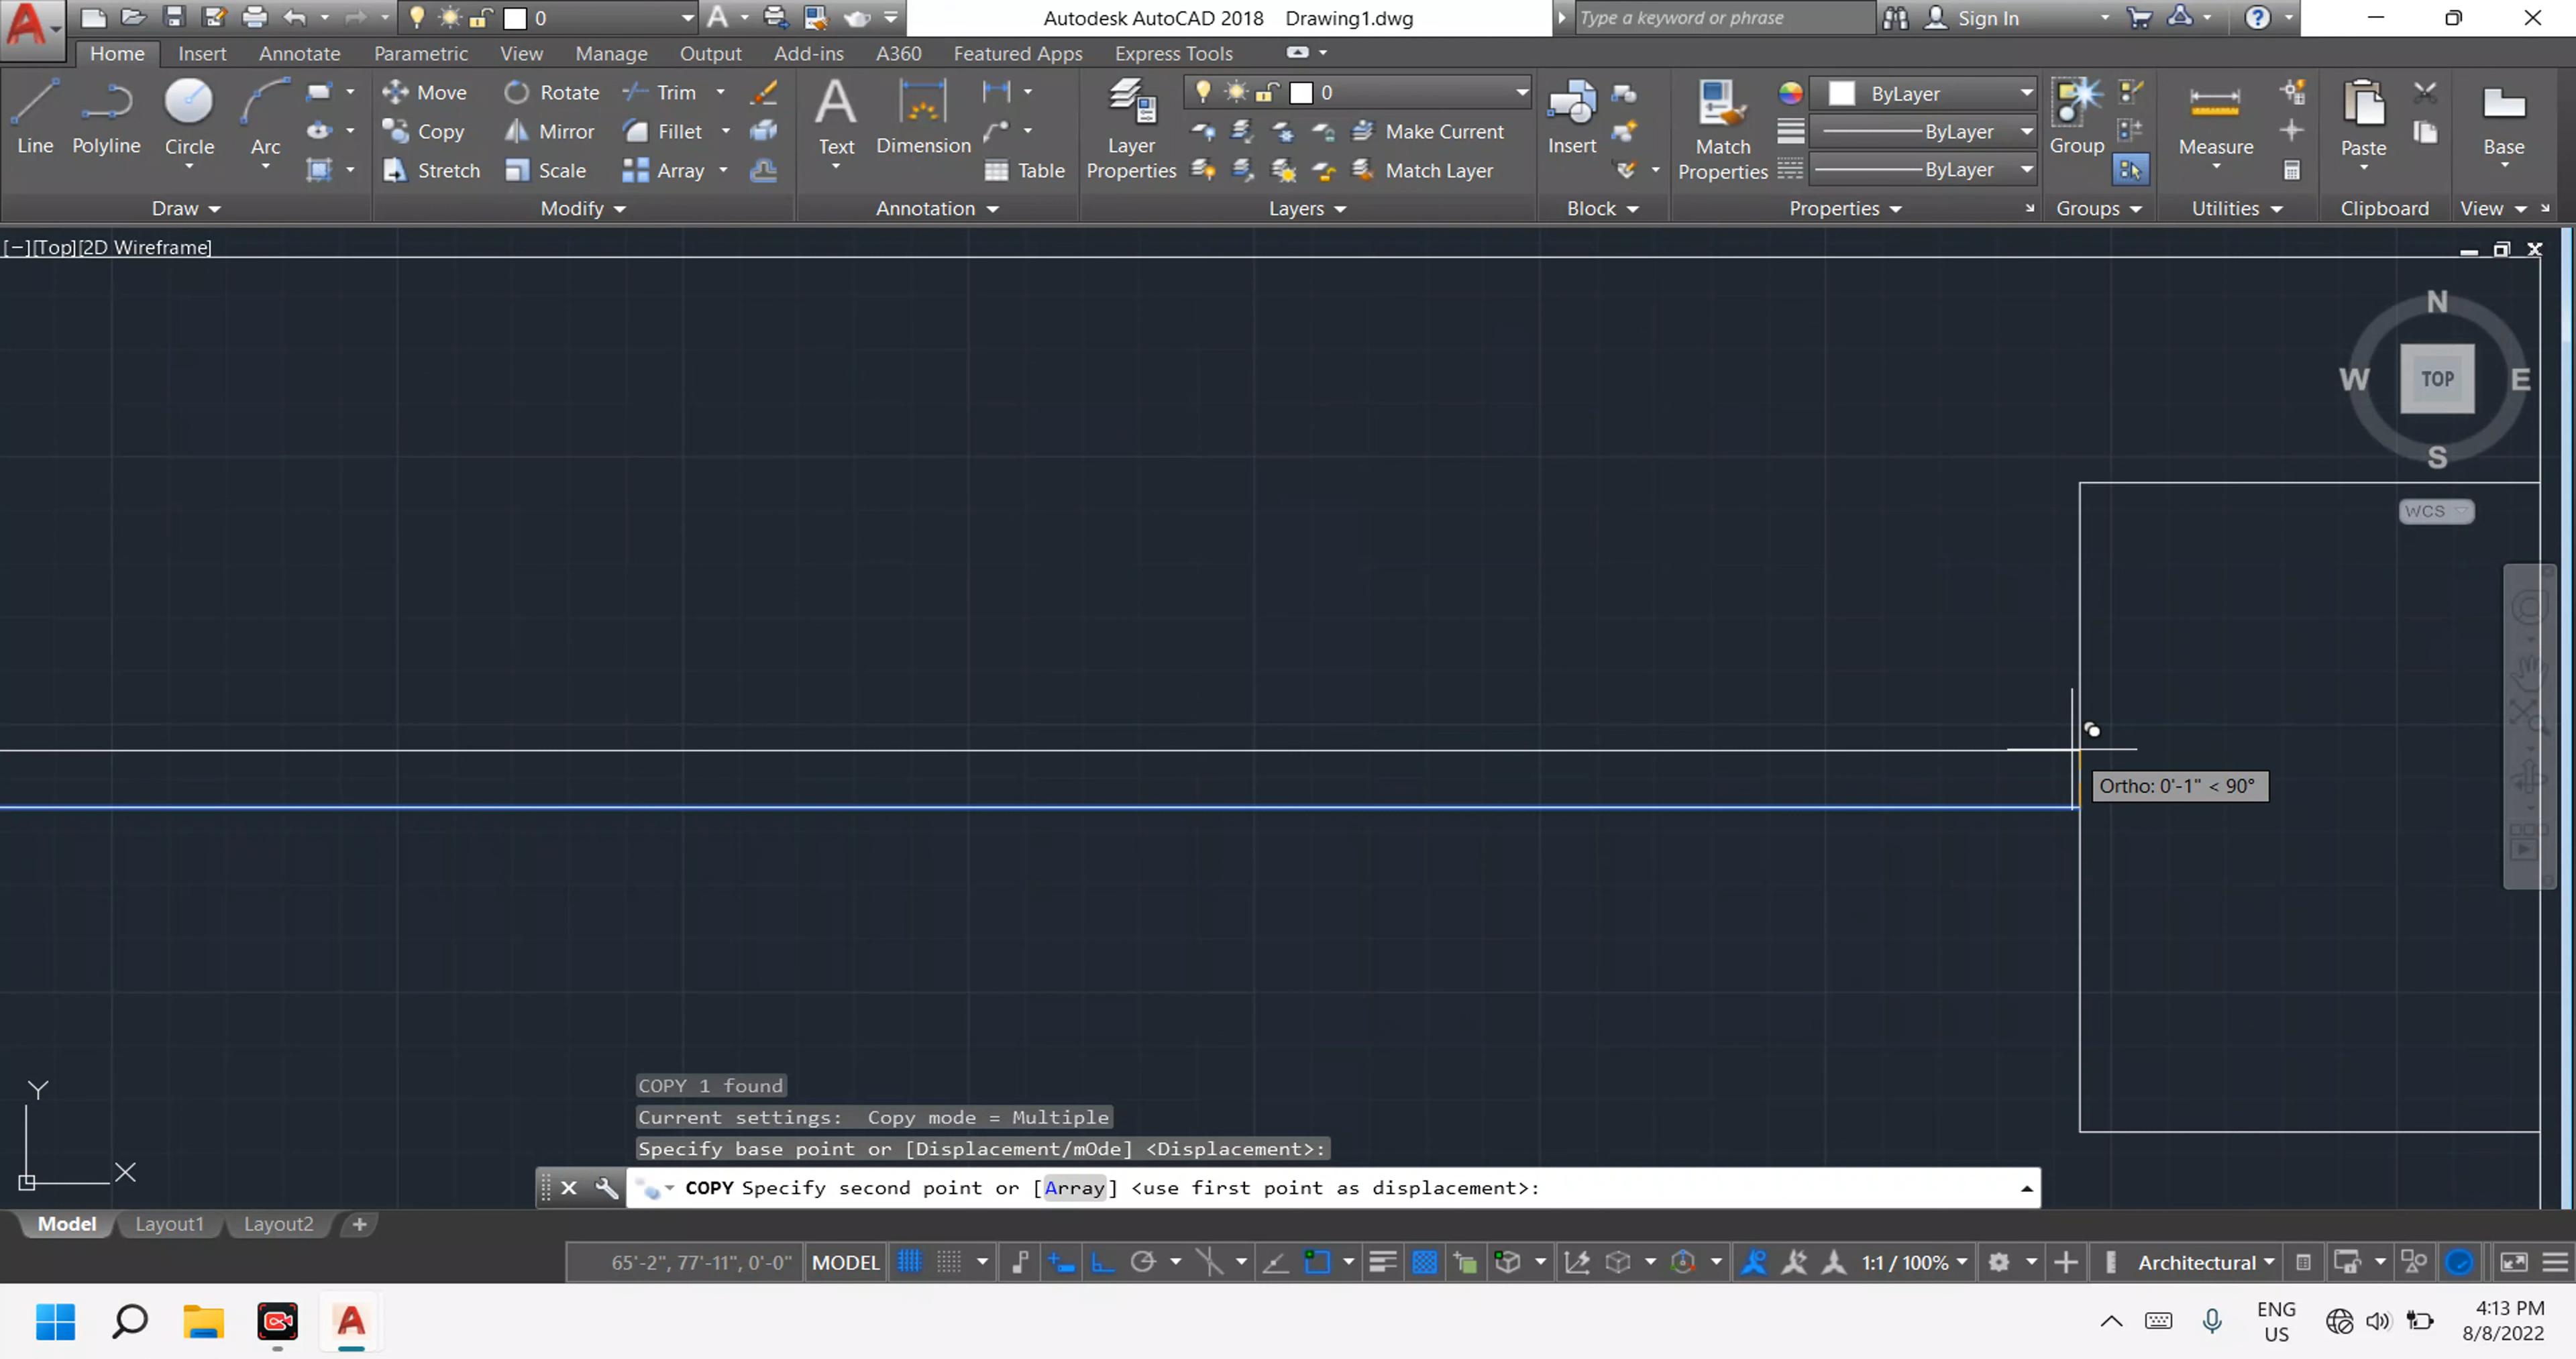 0
A
Autodesk AutoCAD 2018 Drawing1.dwg
Type a keyword or phrase
Sign In
Home Insert Annotate Parametric View Manage Output Add-ins A360 Featured Apps Express Tools
Move Rotate Trim
Copy Mirror Fillet
Stretch Scale Array
Line Polyline Circle Arc
Text Dimension
Table
Layer Properties
0
Make Current
Match Layer
Insert
Match Properties
ByLayer
ByLayer
ByLayer
Group
Measure
Paste
Base
Draw Modify Annotation Layers Block Properties Groups Utilities Clipboard View
[−][Top][2D Wireframe]
N
W TOP E
S
WCS
Ortho: 0'-1" < 90°
Y
X
COPY 1 found
Current settings: Copy mode = Multiple
Specify base point or [Displacement/mOde] <Displacement>:
COPY Specify second point or [Array] <use first point as displacement>:
Model Layout1 Layout2 +
65'-2", 77'-11", 0'-0" MODEL 1:1 / 100% Architectural
ENG
US
4:13 PM
8/8/2022